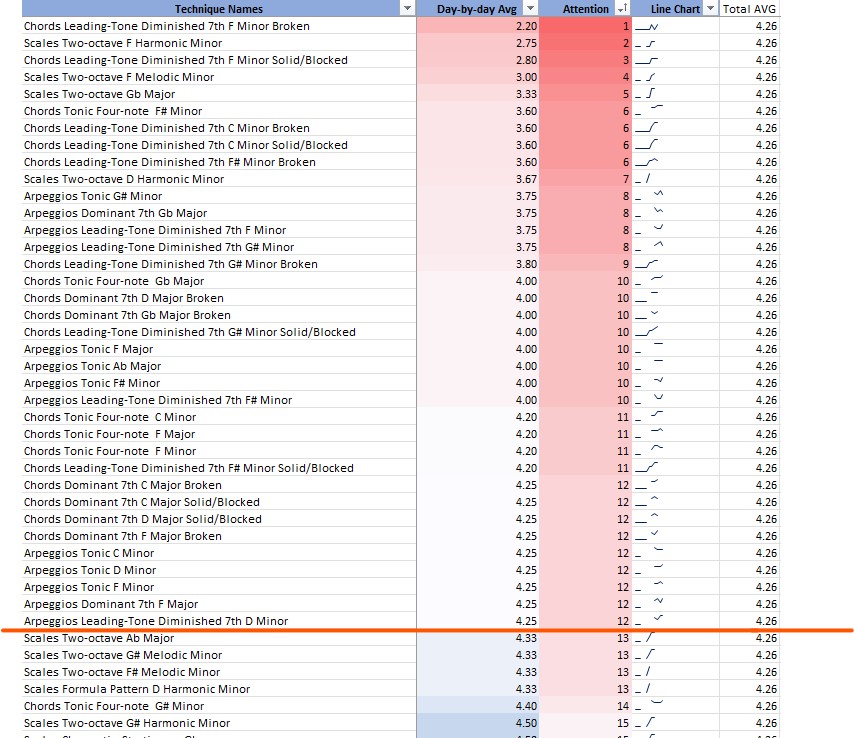 Technique Names Day-by-day Avg Attention Line Chart Total AVG
Chords Leading-Tone Diminished 7th F Minor Broken 2.20 1 4.26
Scales Two-octave F Harmonic Minor 2.75 2 4.26
Chords Leading-Tone Diminished 7th F Minor Solid/Blocked 2.80 3 4.26
Scales Two-octave F Melodic Minor 3.00 4 4.26
Scales Two-octave Gb Major 3.33 5 4.26
Chords Tonic Four-note  F# Minor 3.60 6 4.26
Chords Leading-Tone Diminished 7th C Minor Broken 3.60 6 4.26
Chords Leading-Tone Diminished 7th C Minor Solid/Blocked 3.60 6 4.26
Chords Leading-Tone Diminished 7th F# Minor Broken 3.60 6 4.26
Scales Two-octave D Harmonic Minor 3.67 7 4.26
Arpeggios Tonic G# Minor 3.75 8 4.26
Arpeggios Dominant 7th Gb Major 3.75 8 4.26
Arpeggios Leading-Tone Diminished 7th F Minor 3.75 8 4.26
Arpeggios Leading-Tone Diminished 7th G# Minor 3.75 8 4.26
Chords Leading-Tone Diminished 7th G# Minor Broken 3.80 9 4.26
Chords Tonic Four-note  Gb Major 4.00 10 4.26
Chords Dominant 7th D Major Broken 4.00 10 4.26
Chords Dominant 7th Gb Major Broken 4.00 10 4.26
Chords Leading-Tone Diminished 7th G# Minor Solid/Blocked 4.00 10 4.26
Arpeggios Tonic F Major 4.00 10 4.26
Arpeggios Tonic Ab Major 4.00 10 4.26
Arpeggios Tonic F# Minor 4.00 10 4.26
Arpeggios Leading-Tone Diminished 7th F# Minor 4.00 10 4.26
Chords Tonic Four-note  C Minor 4.20 11 4.26
Chords Tonic Four-note  F Major 4.20 11 4.26
Chords Tonic Four-note  F Minor 4.20 11 4.26
Chords Leading-Tone Diminished 7th F# Minor Solid/Blocked 4.20 11 4.26
Chords Dominant 7th C Major Broken 4.25 12 4.26
Chords Dominant 7th C Major Solid/Blocked 4.25 12 4.26
Chords Dominant 7th D Major Solid/Blocked 4.25 12 4.26
Chords Dominant 7th F Major Broken 4.25 12 4.26
Arpeggios Tonic C Minor 4.25 12 4.26
Arpeggios Tonic D Minor 4.25 12 4.26
Arpeggios Tonic F Minor 4.25 12 4.26
Arpeggios Dominant 7th F Major 4.25 12 4.26
Arpeggios Leading-Tone Diminished 7th D Minor 4.25 12 4.26
Scales Two-octave Ab Major 4.33 13 4.26
Scales Two-octave G# Melodic Minor 4.33 13 4.26
Scales Two-octave F# Melodic Minor 4.33 13 4.26
Scales Formula Pattern D Harmonic Minor 4.33 13 4.26
Chords Tonic Four-note  G# Minor 4.40 14 4.26
Scales Two-octave G# Harmonic Minor 4.50 15 4.26